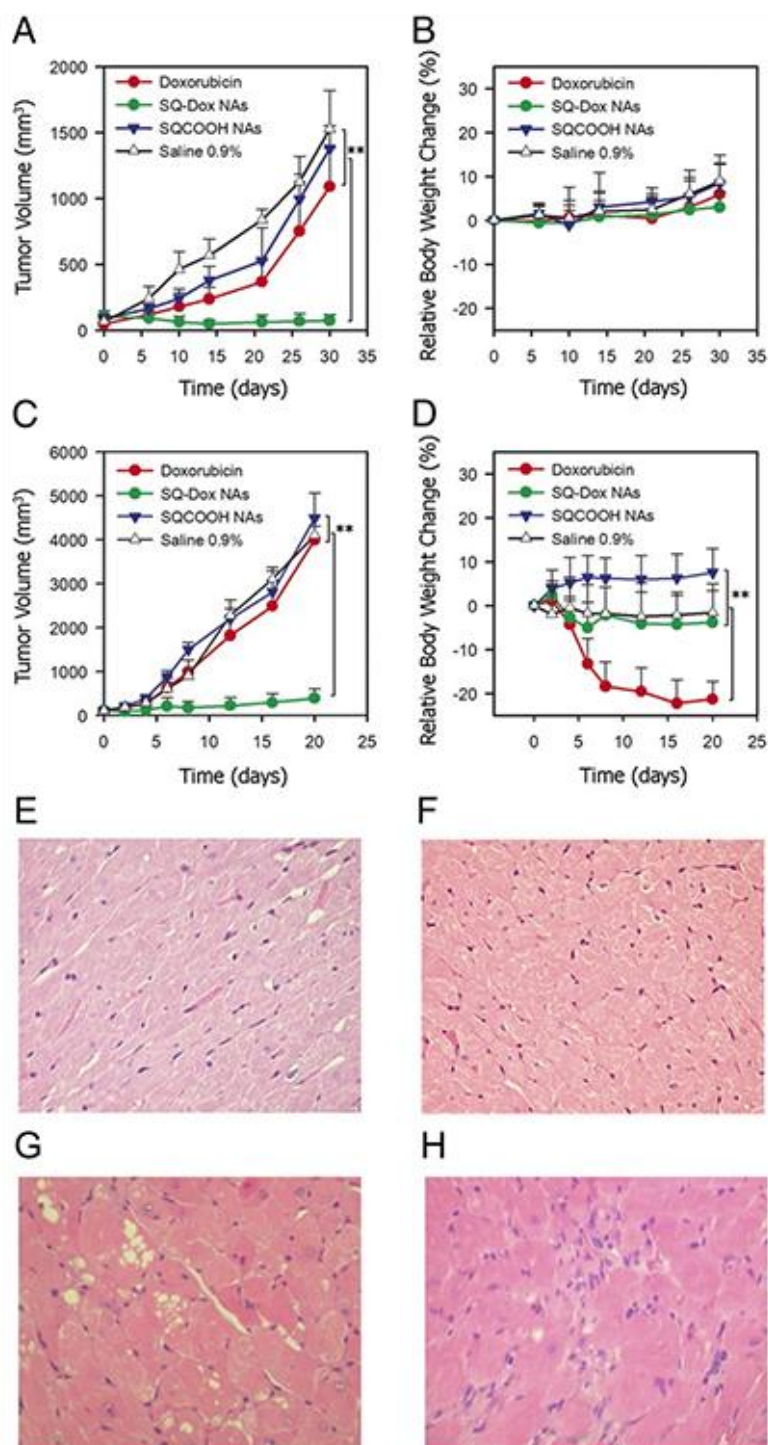 A
Tumor Volume (mm³)
2000
1500
1000
500
0
Doxorubicin
SQ-Dox NAs
SQCOOH NAs
Saline 0.9%
**
0 5 10 15 20 25 30 35
Time (days)
B
Relative Body Weight Change (%)
30
20
10
0
-10
-20
Doxorubicin
SQ-Dox NAs
SQCOOH NAs
Saline 0.9%
0 5 10 15 20 25 30 35
Time (days)
C
Tumor Volume (mm³)
6000
5000
4000
3000
2000
1000
0
Doxorubicin
SQ-Dox NAs
SQCOOH NAs
Saline 0.9%
**
0 5 10 15 20 25
Time (days)
D
Relative Body Weight Change (%)
30
20
10
0
-10
-20
Doxorubicin
SQ-Dox NAs
SQCOOH NAs
Saline 0.9%
**
0 5 10 15 20 25
Time (days)
E
F
G
H